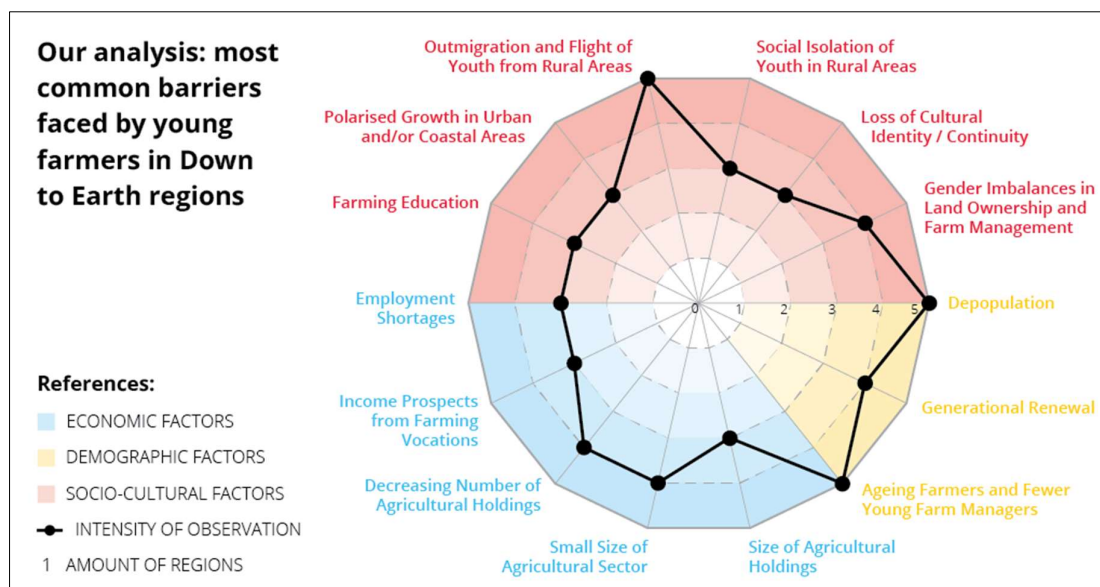 Our analysis: most
common barriers
faced by young
farmers in Down
to Earth regions
Outmigration and Flight of
Youth from Rural Areas
Social Isolation of
Youth in Rural Areas
Polarised Growth in Urban
and/or Coastal Areas
Loss of Cultural
Identity / Continuity
Farming Education
Gender Imbalances in
Land Ownership and
Farm Management
Employment
Shortages
0 1 2 3 4 5
Depopulation
Income Prospects
from Farming
Vocations
Generational Renewal
Decreasing Number of
Agricultural Holdings
Ageing Farmers and Fewer
Young Farm Managers
Small Size of
Agricultural Sector
Size of Agricultural
Holdings
References:
ECONOMIC FACTORS
DEMOGRAPHIC FACTORS
SOCIO-CULTURAL FACTORS
INTENSITY OF OBSERVATION
1 AMOUNT OF REGIONS